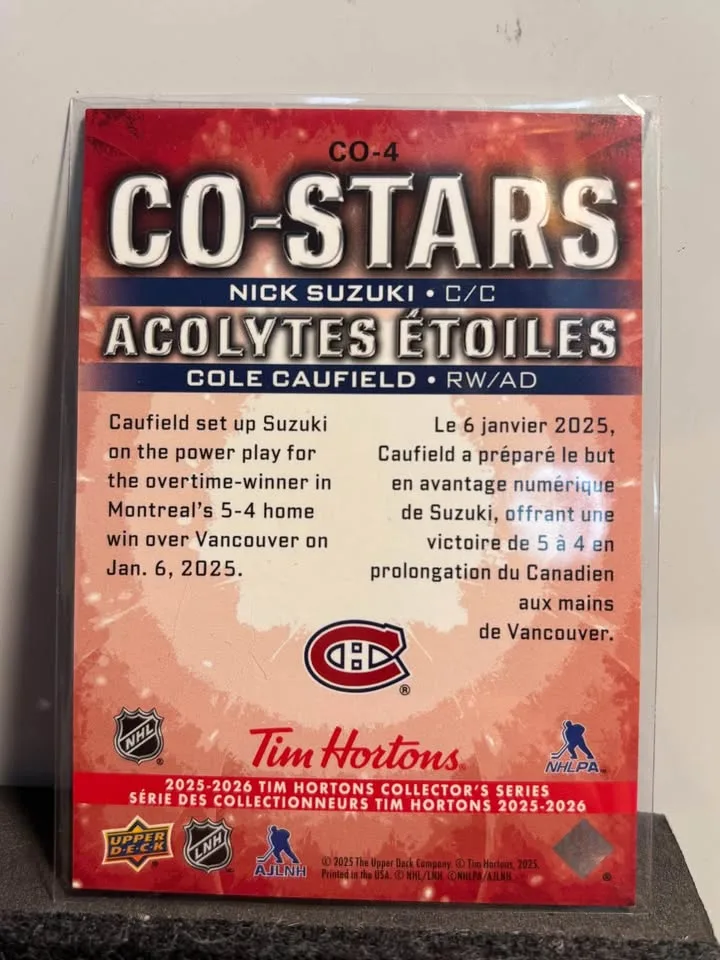 CO-4
CO-STARS
NICK SUZUKI • C/C
ACOLYTES ÉTOILES
COLE CAUFIELD • RW/AD
Caufield set up Suzuki
on the power play for
the overtime-winner in
Montreal's 5-4 home
win over Vancouver on
Jan. 6, 2025.
Le 6 janvier 2025,
Caufield a préparé le but
en avantage numérique
de Suzuki, offrant une
victoire de 5 à 4 en
prolongation du Canadien
aux mains
de Vancouver.
CH
®
NHL
®
Tim Hortons®
NHLPA™
2025-2026 TIM HORTONS COLLECTOR'S SERIES
SÉRIE DES COLLECTIONNEURS TIM HORTONS 2025-2026
UPPER
DECK
®
LNH
AJLNH
© 2025 The Upper Deck Company. © Tim Hortons, 2025.
Printed in the USA. © NHL/LNH ©NHLPA/AJLNH
®